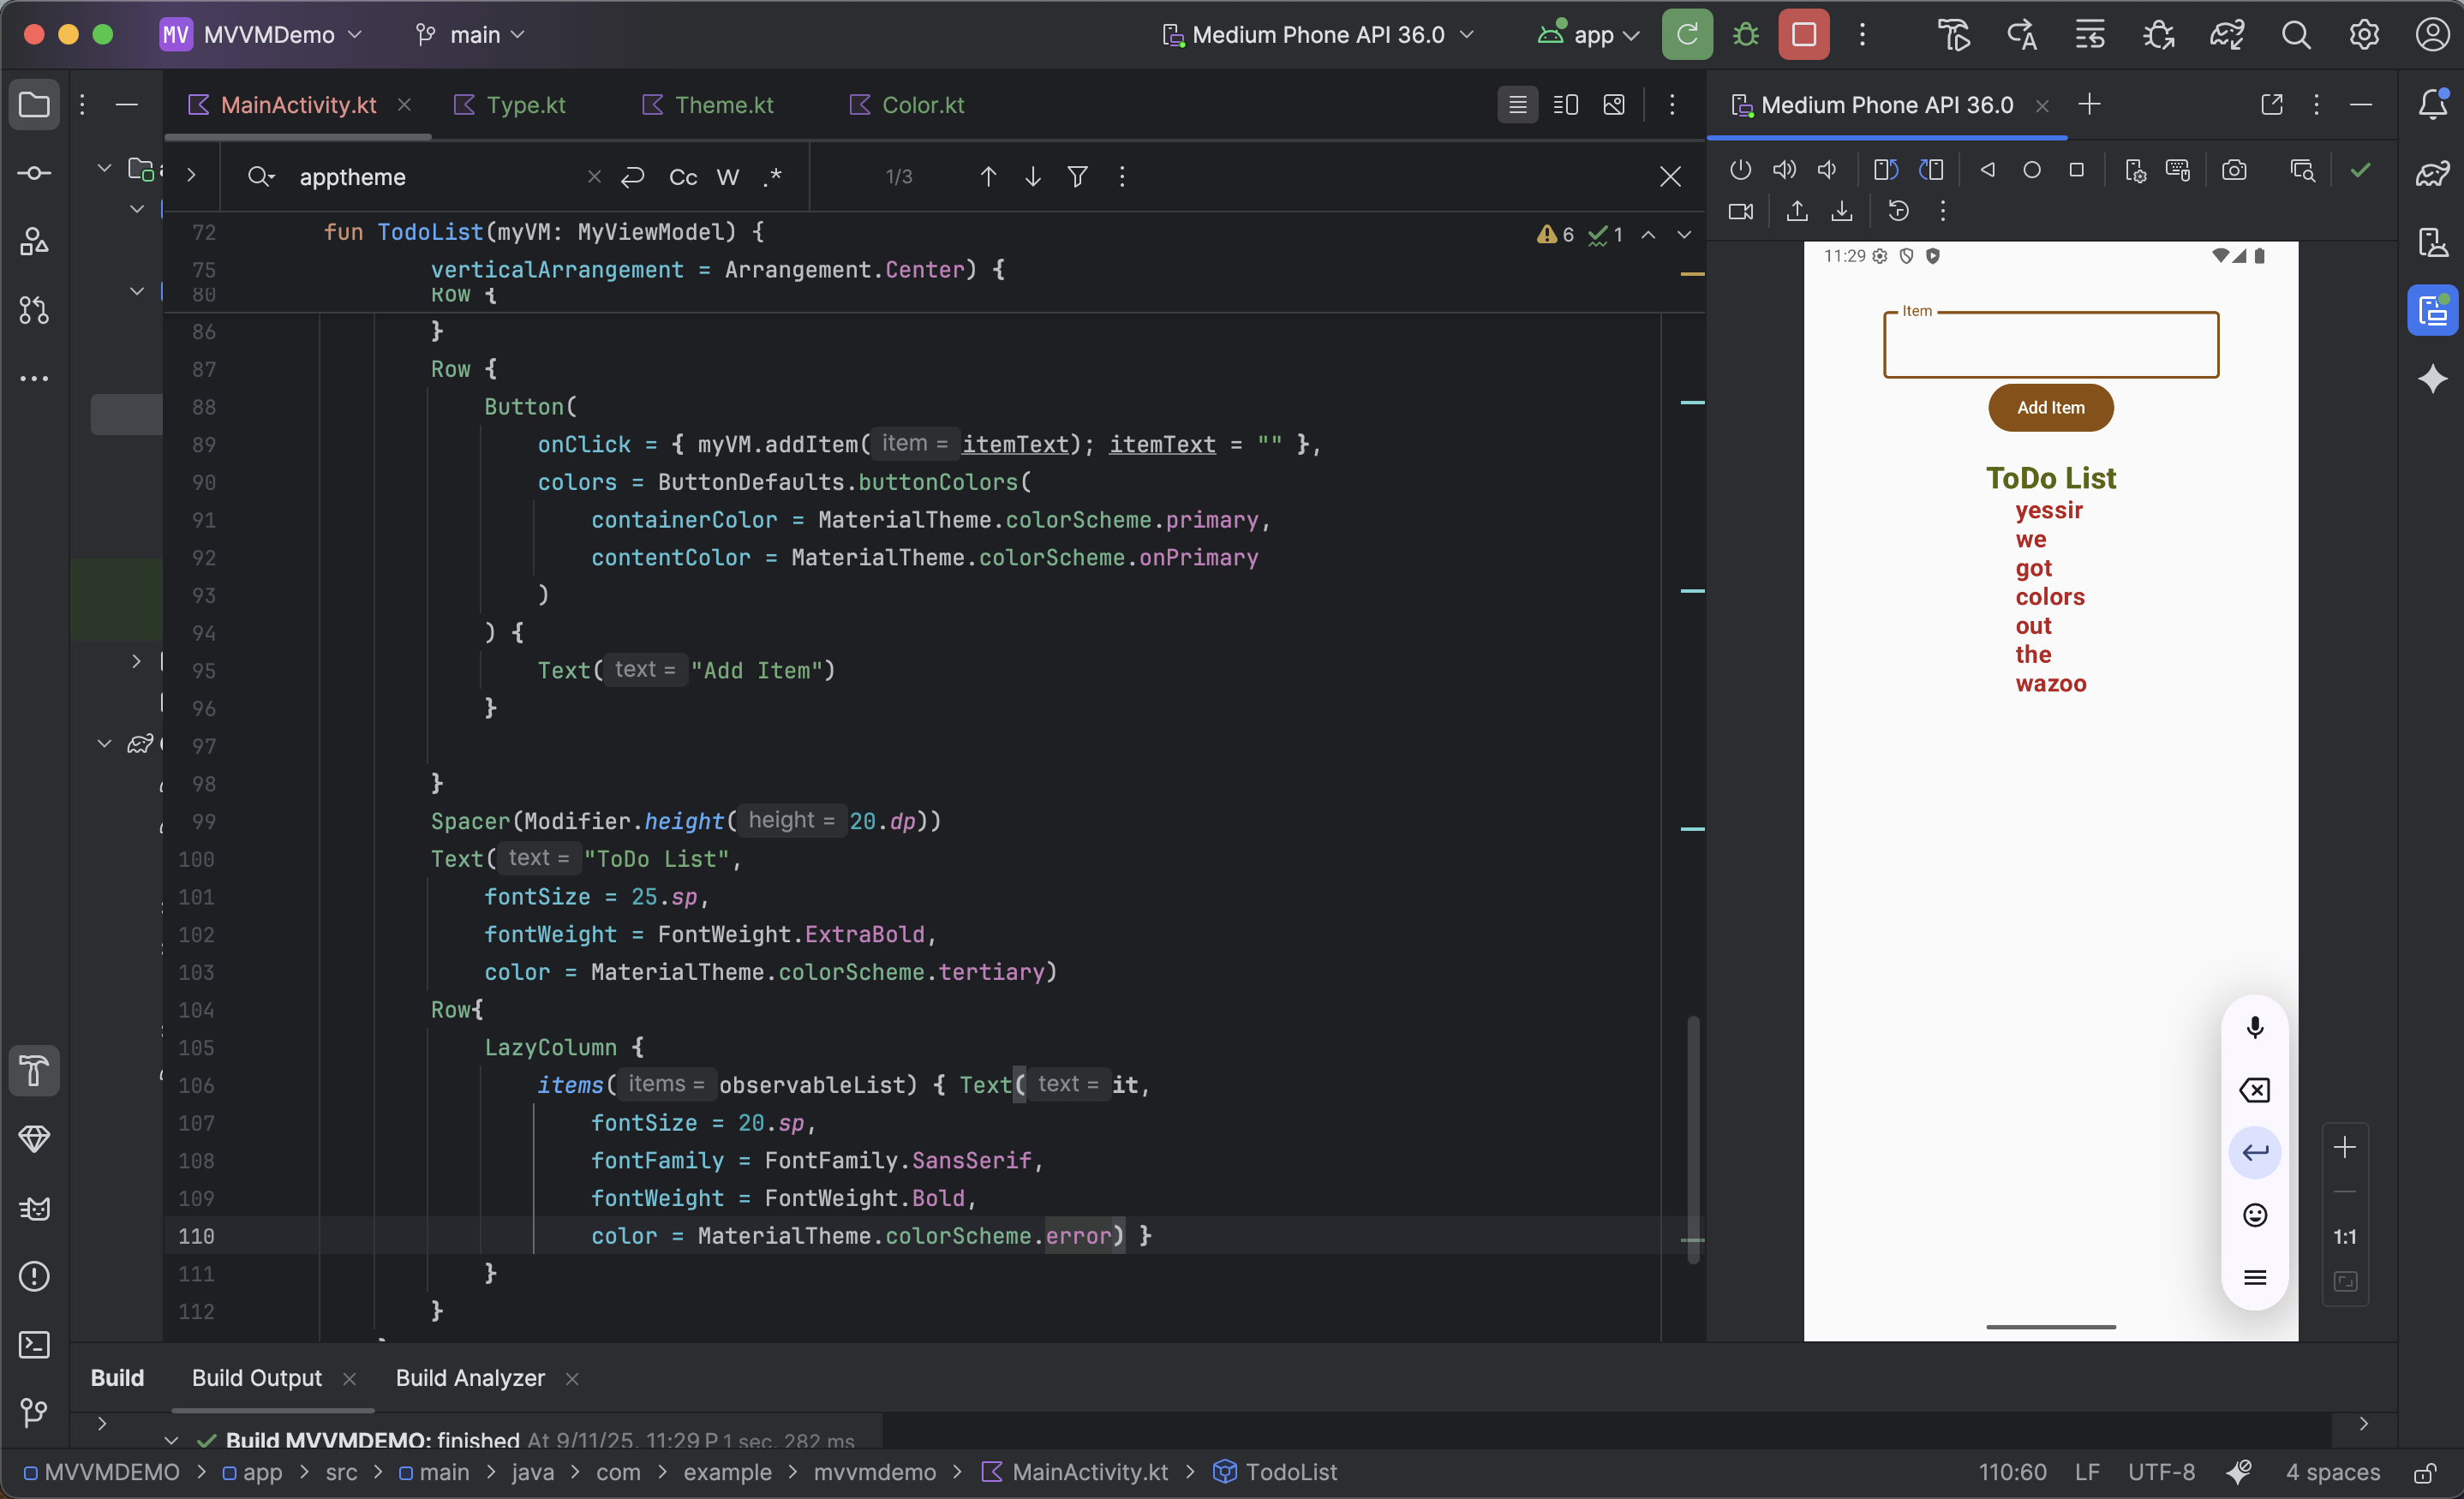 MV MVVMDemo main Medium Phone API 36.0 app
MainActivity.kt Type.kt Theme.kt Color.kt
apptheme Cc W .* 1/3
72 fun TodoList(myVM: MyViewModel) {
6 1
75 verticalArrangement = Arrangement.Center) {
80 Row {
86 }
87 Row {
88 Button(
89 onClick = { myVM.addItem( item = itemText); itemText = "" },
90 colors = ButtonDefaults.buttonColors(
91 containerColor = MaterialTheme.colorScheme.primary,
92 contentColor = MaterialTheme.colorScheme.onPrimary
93 )
94 ) {
95 Text( text = "Add Item")
96 }
97
98 }
99 Spacer(Modifier.height( height = 20.dp))
100 Text( text = "ToDo List",
101 fontSize = 25.sp,
102 fontWeight = FontWeight.ExtraBold,
103 color = MaterialTheme.colorScheme.tertiary)
104 Row{
105 LazyColumn {
106 items( items = observableList) { Text( text = it,
107 fontSize = 20.sp,
108 fontFamily = FontFamily.SansSerif,
109 fontWeight = FontWeight.Bold,
110 color = MaterialTheme.colorScheme.error) }
111 }
112 }
Medium Phone API 36.0
11:29
Item
Add Item
ToDo List
yessir
we
got
colors
out
the
wazoo
1:1
Build Build Output Build Analyzer
Build MVVMDEMO: finished At 9/11/25, 11:29 P 1 sec, 282 ms
MVVMDEMO > app > src > main > java > com > example > mvvmdemo > MainActivity.kt > TodoList 110:60 LF UTF-8 4 spaces